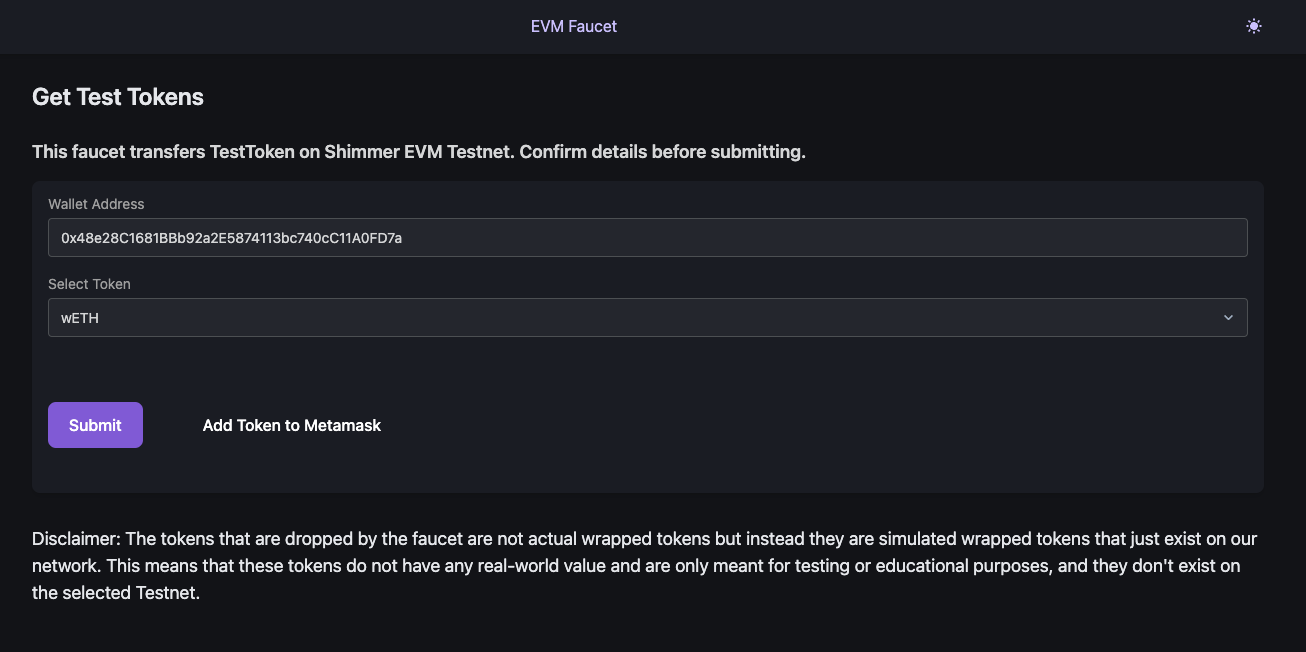 EVM Faucet
Get Test Tokens
This faucet transfers TestToken on Shimmer EVM Testnet. Confirm details before submitting.
Wallet Address
0x48e28C1681BBb92a2E5874113bc740cC11A0FD7a
Select Token
wETH
Submit
Add Token to Metamask
Disclaimer: The tokens that are dropped by the faucet are not actual wrapped tokens but instead they are simulated wrapped tokens that just exist on our
network. This means that these tokens do not have any real-world value and are only meant for testing or educational purposes, and they don't exist on
the selected Testnet.